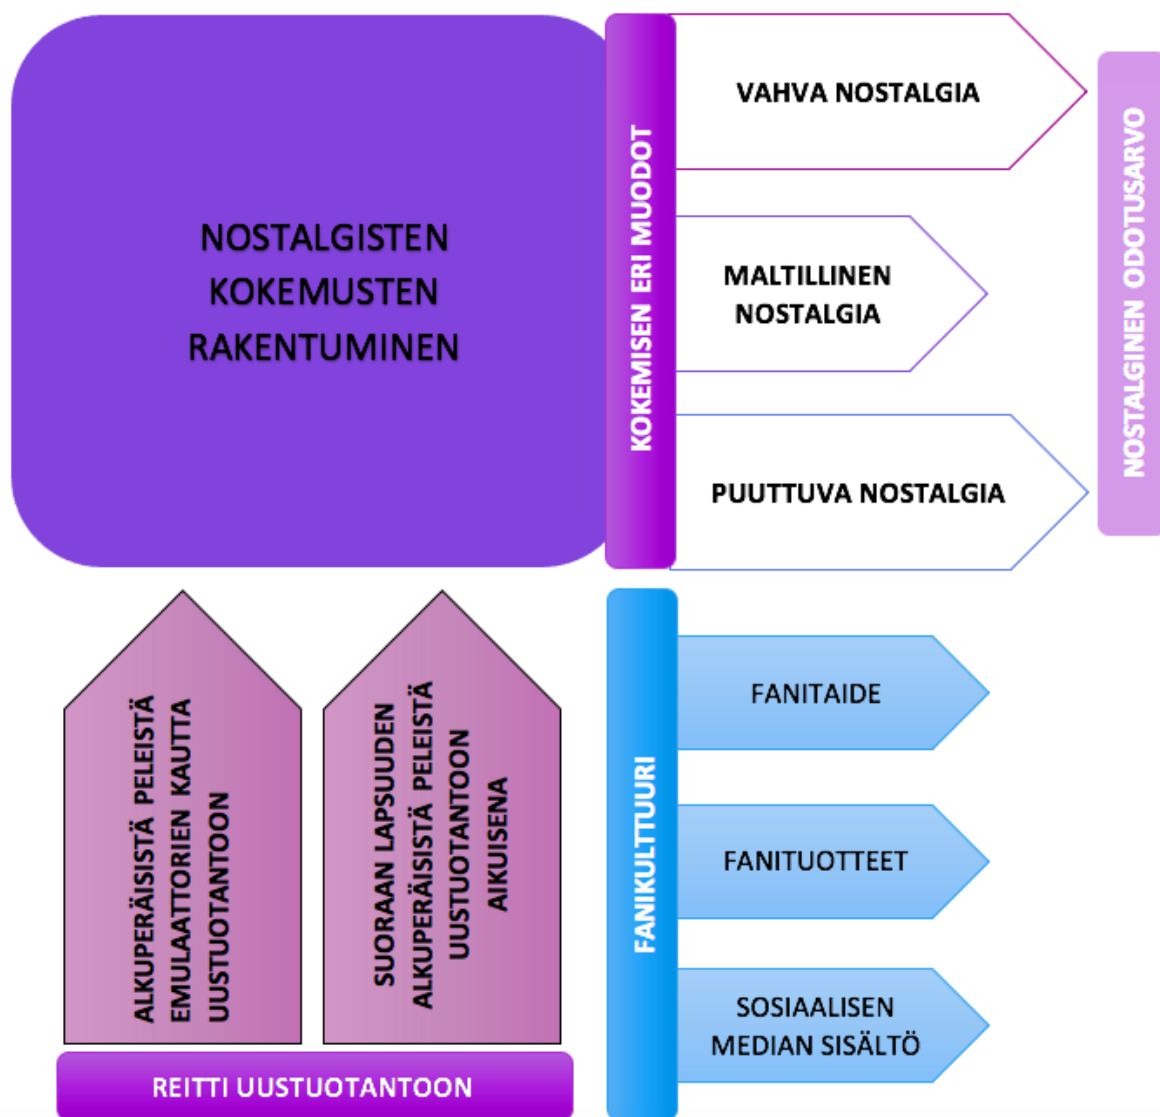 NOSTALGISTEN
KOKEMUSTEN
RAKENTUMINEN
KOKEMISEN ERI MUODOT
VAHVA NOSTALGIA
MALTILLINEN
NOSTALGIA
PUUTTUVA NOSTALGIA
NOSTALGINEN ODOTUSARVO
ALKUPERÄISISTÄ PELEISTÄ
EMULAATTORIEN KAUTTA
UUSTUOTANTOON
SUORAAN LAPSUUDEN
ALKUPERÄISISTÄ PELEISTÄ
UUSTUOTANTOON
AIKUISENA
REITTI UUSTUOTANTOON
FANIKULTTUURI
FANITAIDE
FANITUOTTEET
SOSIAALISEN
MEDIAN SISÄLTÖ